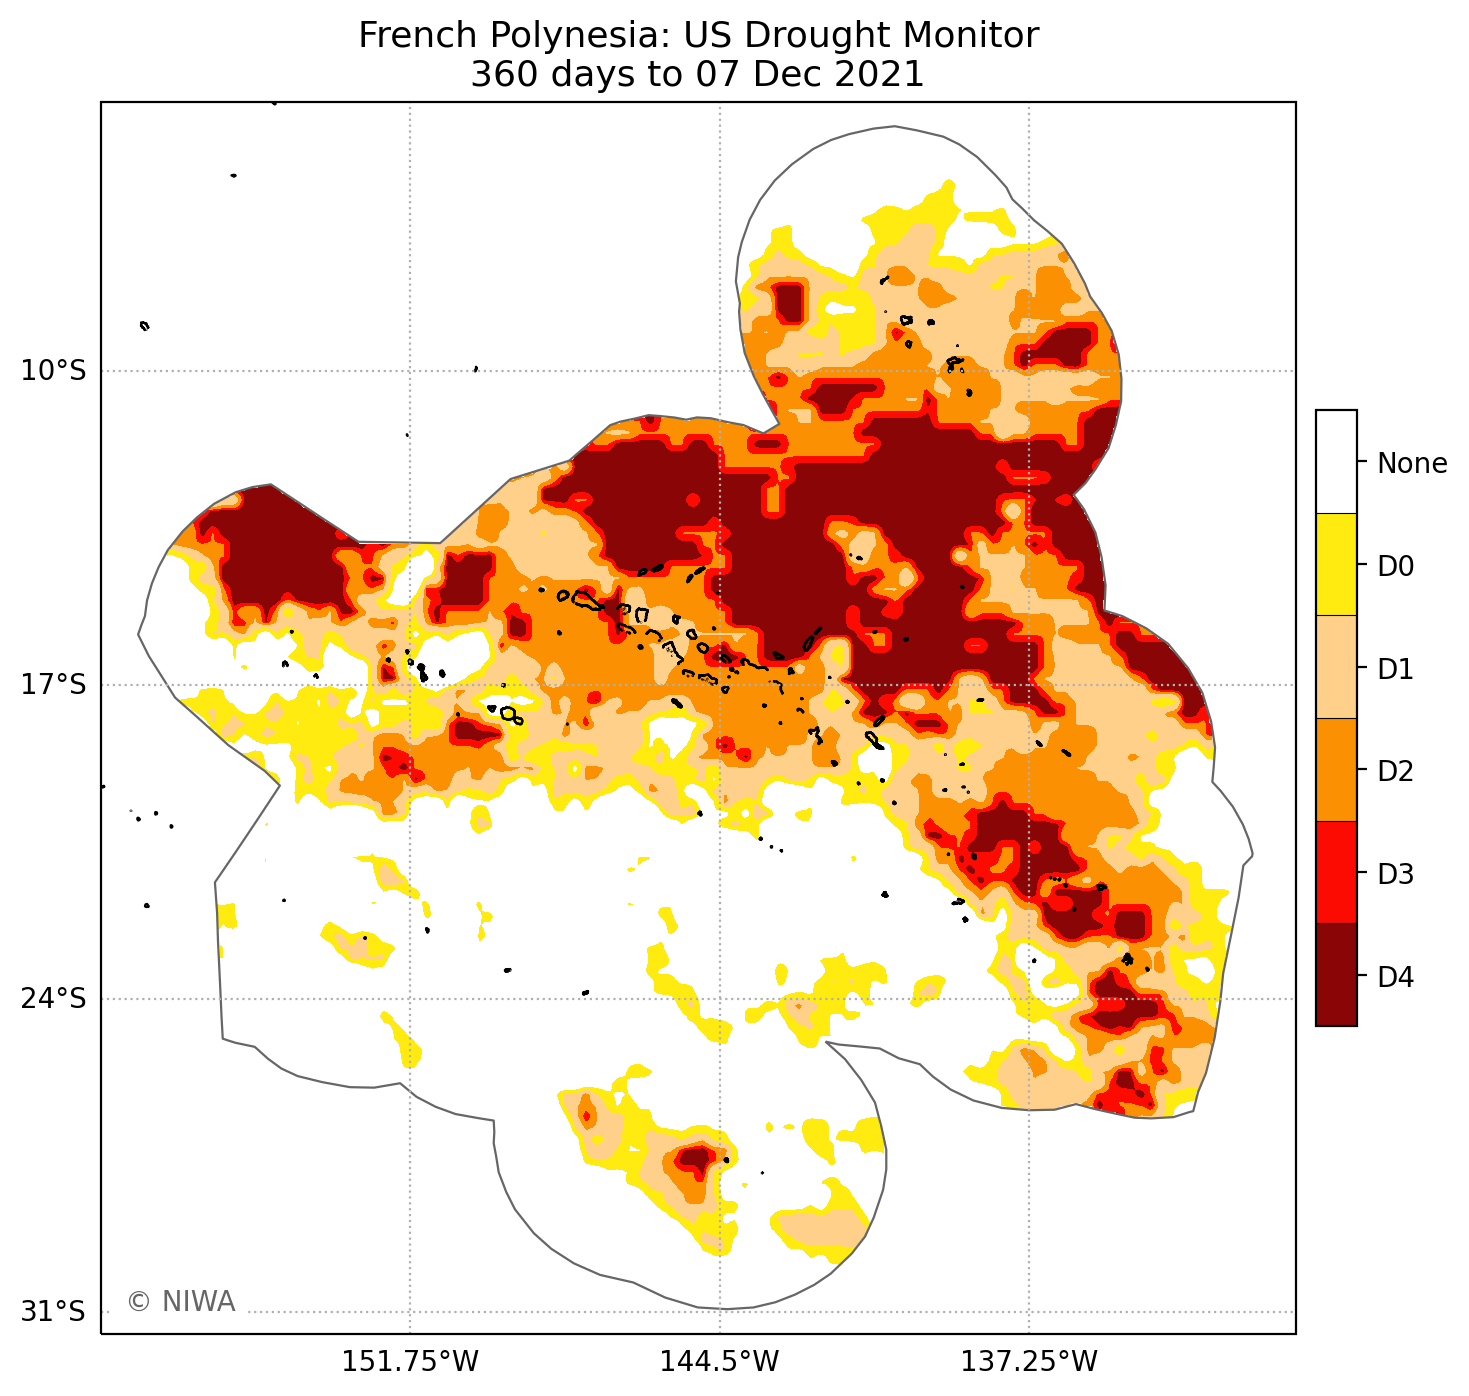 French Polynesia: US Drought Monitor
360 days to 07 Dec 2021
10°S
17°S
24°S
31°S
151.75°W
144.5°W
137.25°W
None
D0
D1
D2
D3
D4
© NIWA